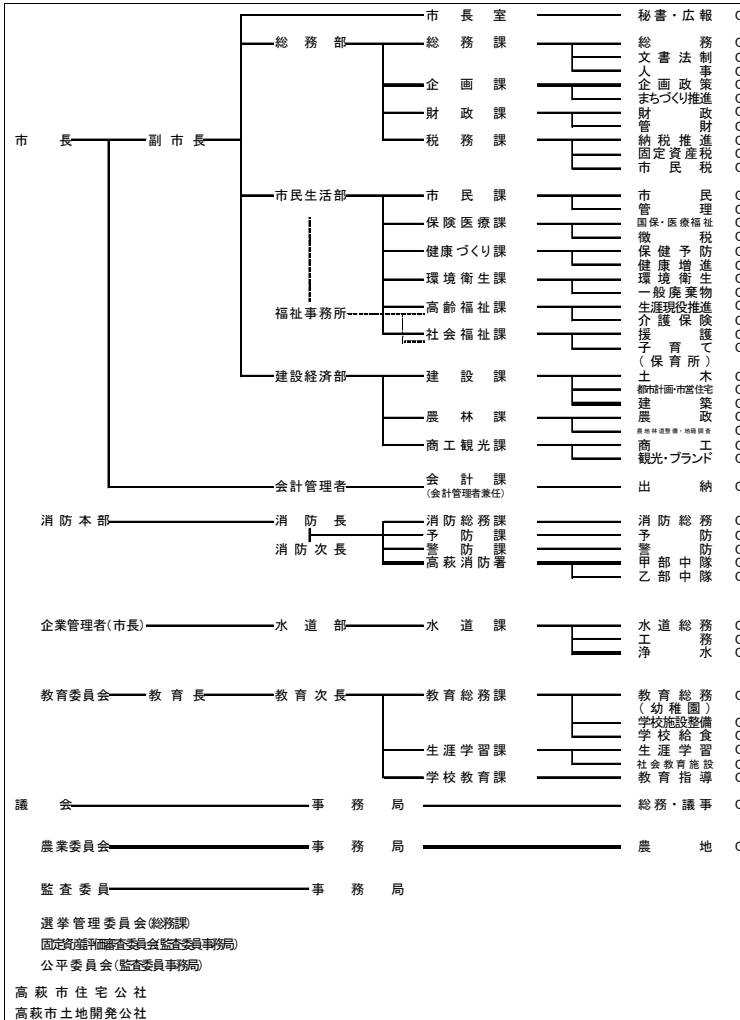 市長室 秘書・広報 C
総務部 総務課 総務 C
文書法制 C
人事 C
企画課 企画政策 C
まちづくり推進 C
財政課 財政 C
管財 C
市長 副市長 税務課 納税推進 C
固定資産税 C
市民税 C
市民生活部 市民課 市民 C
管理 C
保険医療課 国保・医療福祉 C
徴税 C
健康づくり課 保健予防 C
健康増進 C
環境衛生課 環境衛生 C
一般廃棄物 C
福祉事務所 高齢福祉課 生涯現役推進 C
介護保険 C
社会福祉課 援護 C
子育て C
(保育所)
建設経済部 建設課 土木 C
都市計画・市営住宅 C
建築 C
農林課 農政 C
農地林道整備・地籍調査 C
商工観光課 商工 C
観光・ブランド C
会計管理者 会計課 出納 C
(会計管理者兼任)
消防本部 消防長 消防総務課 消防総務 C
予防課 予防 C
消防次長 警防課 警防 C
高萩消防署 甲部中隊 C
乙部中隊 C
企業管理者(市長) 水道部 水道課 水道総務 C
工務 C
浄水 C
教育委員会 教育長 教育次長 教育総務課 教育総務 C
(幼稚園)
学校施設整備 C
学校給食 C
生涯学習課 生涯学習 C
社会教育施設 C
学校教育課 教育指導 C
議会 事務局 総務・議事 C
農業委員会 事務局 農地 C
監査委員 事務局
選挙管理委員会(総務課)
固定資産評価審査委員会(監査委員事務局)
公平委員会(監査委員事務局)
高萩市住宅公社
高萩市土地開発公社